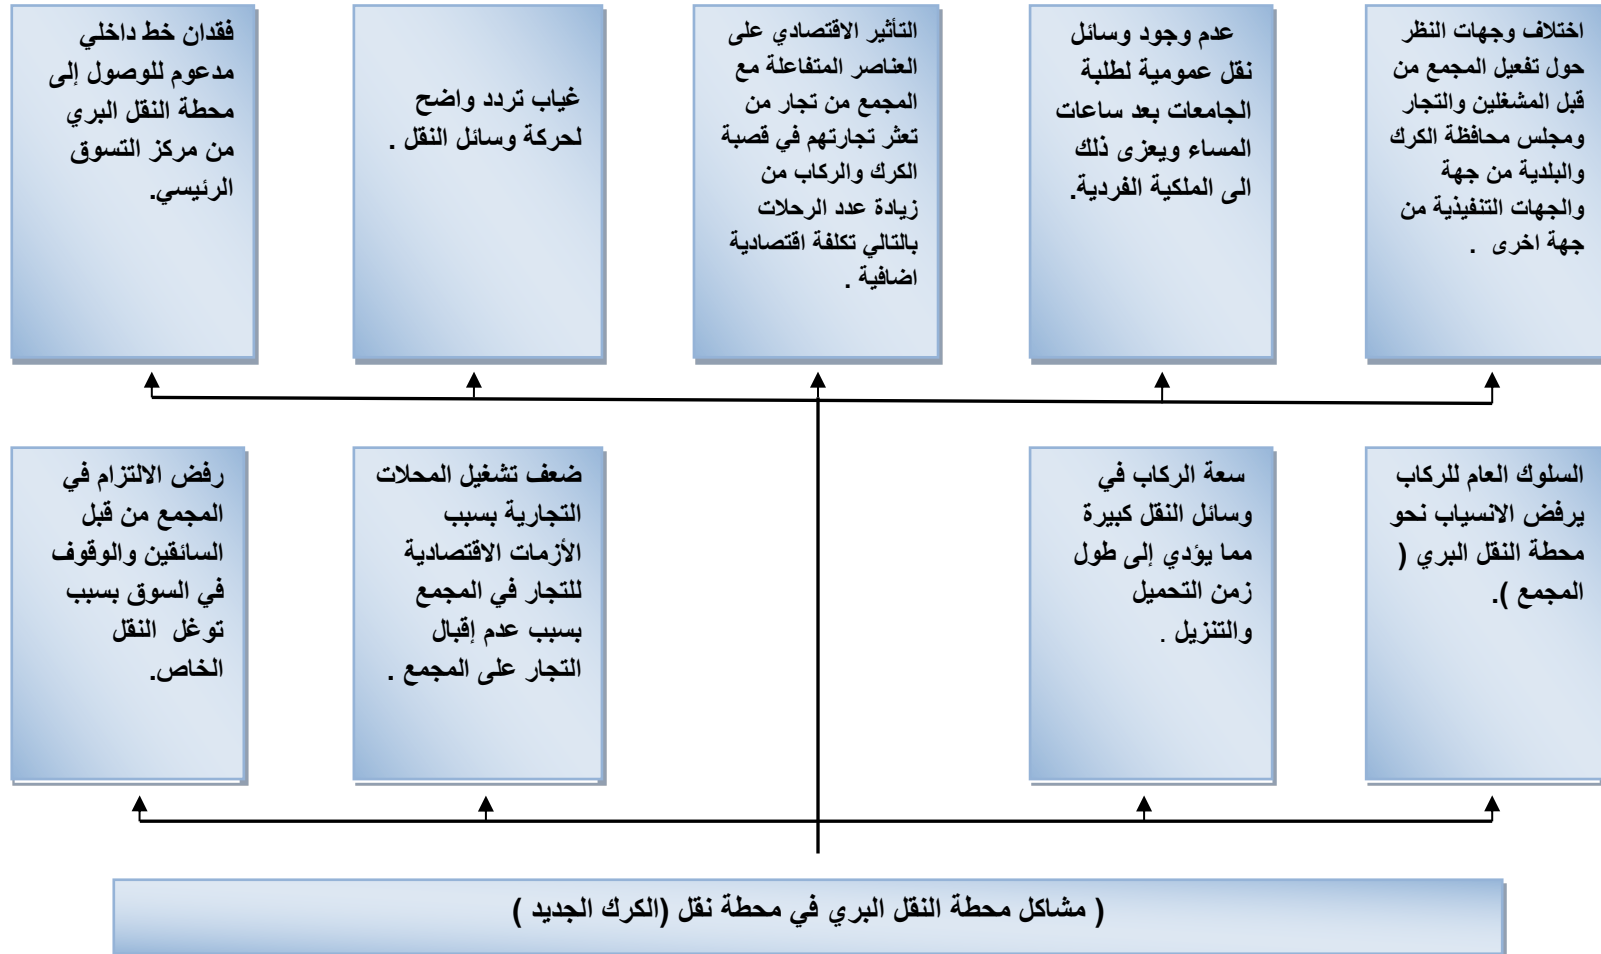 اختلاف وجهات النظر
حول تفعيل المجمع من
قبل المشغلين والتجار
ومجلس محافظة الكرك
والبلدية من جهة
والجهات التنفيذية من
جهة اخرى .
عدم وجود وسائل
نقل عمومية لطلبة
الجامعات بعد ساعات
المساء ويعزى ذلك
الى الملكية الفردية.
التأثير الاقتصادي على
العناصر المتفاعلة مع
المجمع من تجار من
تعثر تجارتهم في قصبة
الكرك والركاب من
زيادة عدد الرحلات
بالتالي تكلفة اقتصادية
اضافية .
غياب تردد واضح
لحركة وسائل النقل .
فقدان خط داخلي
مدعوم للوصول إلى
محطة النقل البري
من مركز التسوق
الرئيسي.
السلوك العام للركاب
يرفض الانسياب نحو
محطة النقل البري (
المجمع ).
سعة الركاب في
وسائل النقل كبيرة
مما يؤدي إلى طول
زمن التحميل
والتنزيل .
ضعف تشغيل المحلات
التجارية بسبب
الأزمات الاقتصادية
للتجار في المجمع
بسبب عدم إقبال
التجار على المجمع .
رفض الالتزام في
المجمع من قبل
السائقين والوقوف
في السوق بسبب
توغل النقل
الخاص.
( مشاكل محطة النقل البري في محطة نقل (الكرك الجديد )